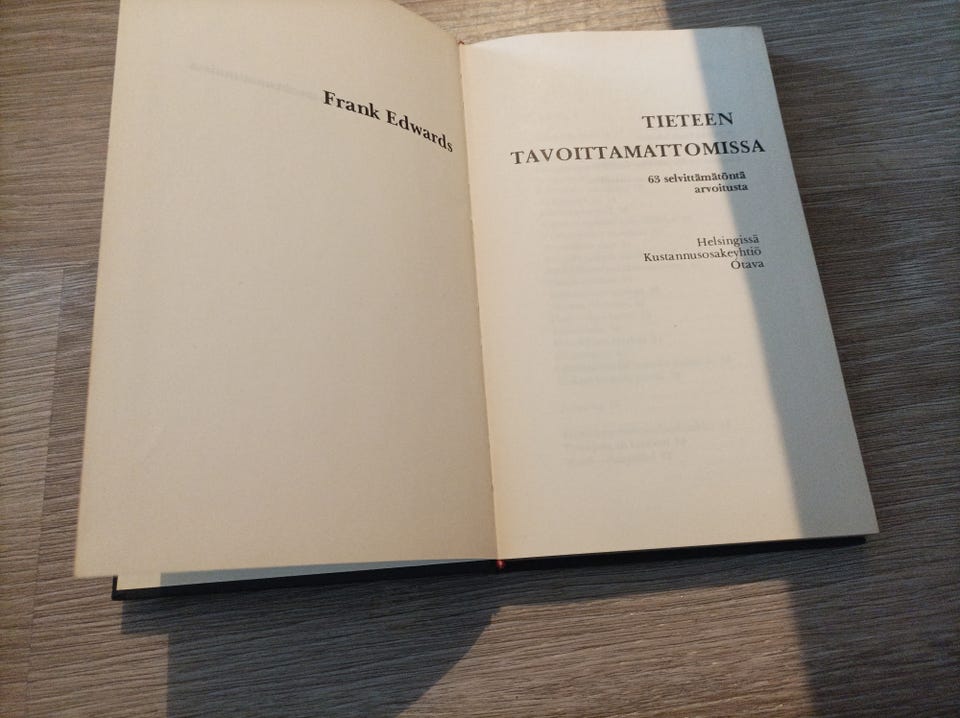 Frank Edwards
TIETEEN
TAVOITTAMATTOMISSA
63 selvittämätöntä
arvoitusta
Helsingissä
Kustannusosakeyhtiö
Otava